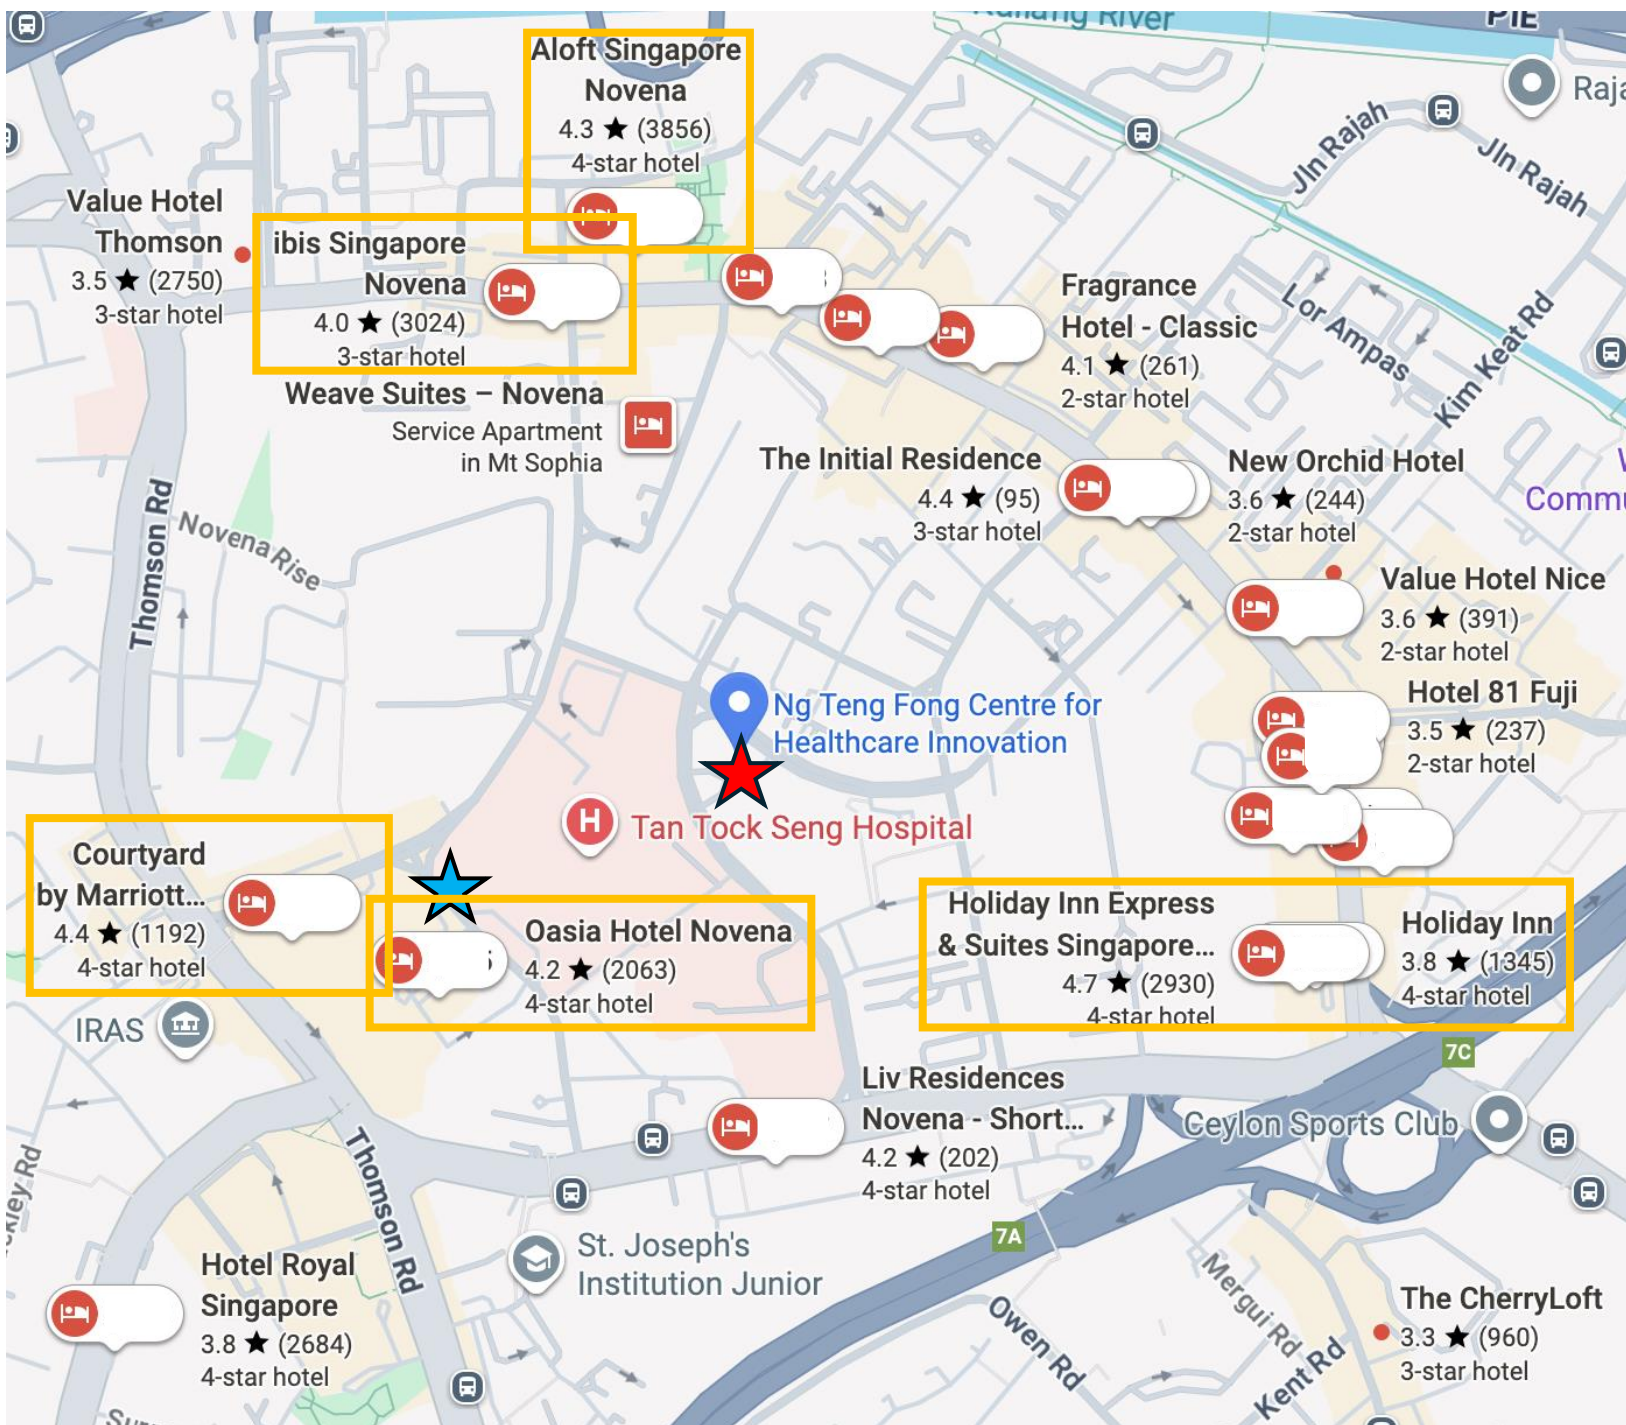 Kallang River
PIE
Aloft Singapore
Novena
4.3 ★ (3856)
4-star hotel
Jln Rajah
Jln Rajah
Value Hotel
Thomson
3.5 ★ (2750)
3-star hotel
ibis Singapore
Novena
4.0 ★ (3024)
3-star hotel
Fragrance
Hotel - Classic
4.1 ★ (261)
2-star hotel
Lor Ampas
Kim Keat Rd
Weave Suites – Novena
Service Apartment
in Mt Sophia
The Initial Residence
4.4 ★ (95)
3-star hotel
New Orchid Hotel
3.6 ★ (244)
2-star hotel
Thomson Rd
Novena Rise
Value Hotel Nice
3.6 ★ (391)
2-star hotel
Ng Teng Fong Centre for
Healthcare Innovation
Hotel 81 Fuji
3.5 ★ (237)
2-star hotel
H
Tan Tock Seng Hospital
Courtyard
by Marriott...
4.4 ★ (1192)
4-star hotel
Oasia Hotel Novena
4.2 ★ (2063)
4-star hotel
Holiday Inn Express
& Suites Singapore...
4.7 ★ (2930)
4-star hotel
Holiday Inn
3.8 ★ (1345)
4-star hotel
IRAS
7C
Liv Residences
Novena - Short...
4.2 ★ (202)
4-star hotel
Ceylon Sports Club
Thomson Rd
7A
St. Joseph's
Institution Junior
Hotel Royal
Singapore
3.8 ★ (2684)
4-star hotel
Mergui Rd
Owen Rd
Kent Rd
The CherryLoft
3.3 ★ (960)
3-star hotel